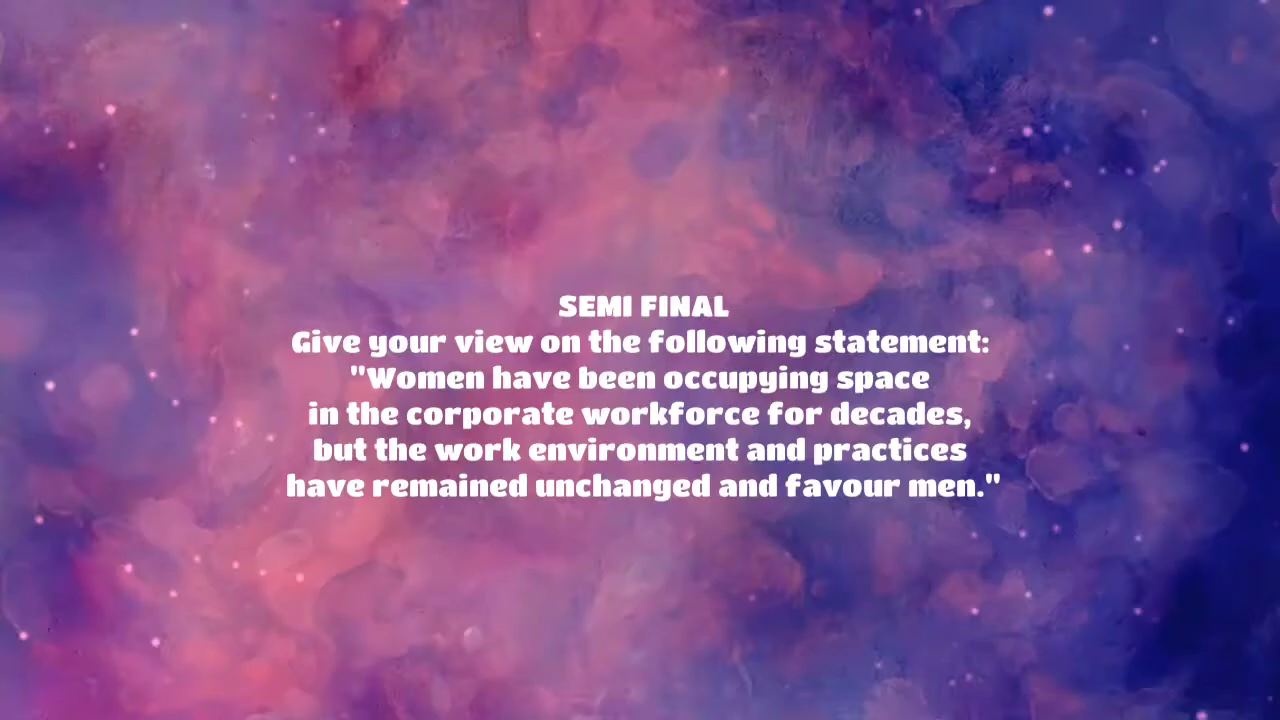 SEMI FINAL
Give your view on the following statement:
"Women have been occupying space
in the corporate workforce for decades,
but the work environment and practices
have remained unchanged and favour men."